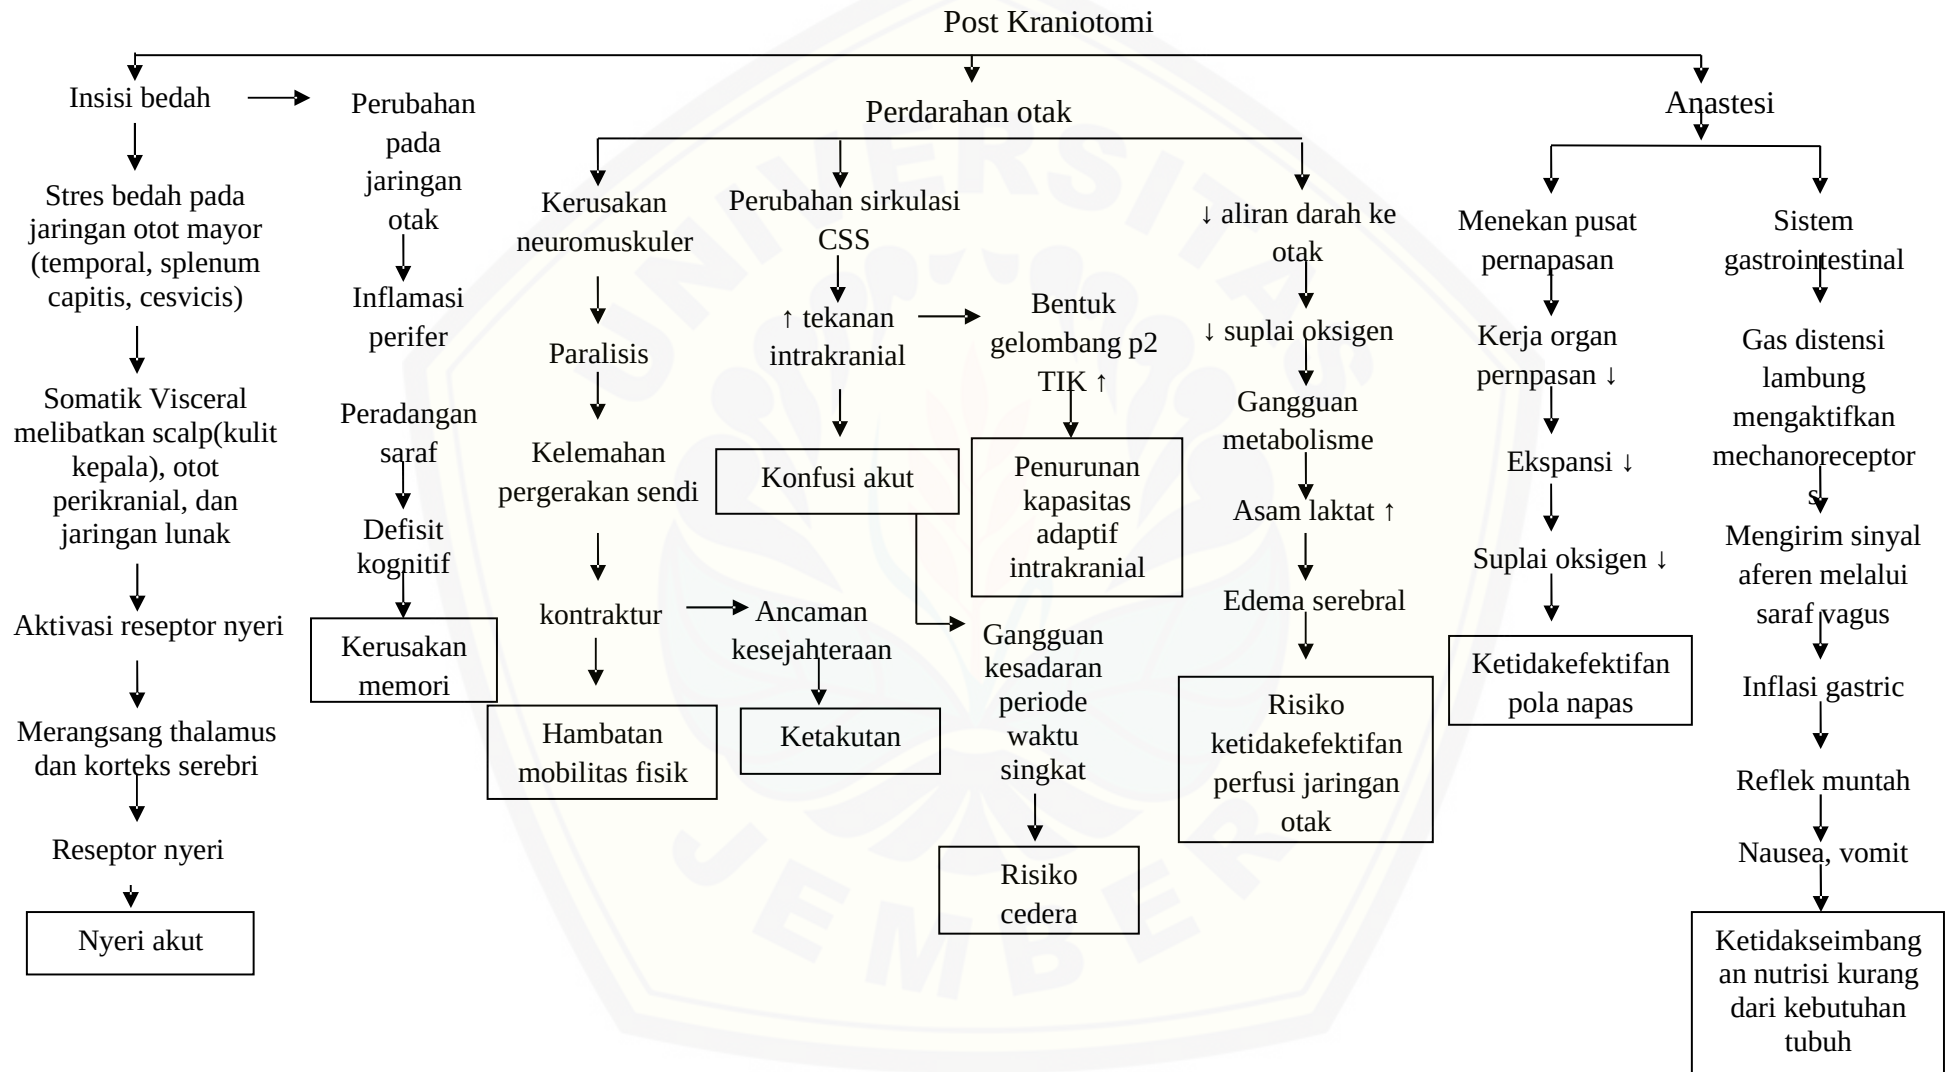 Post Kraniotomi
Insisi bedah
Stres bedah pada
jaringan otot mayor
(temporal, splenum
capitis, cesvicis)
Somatik Visceral
melibatkan scalp(kulit
kepala), otot
perikranial, dan
jaringan lunak
Aktivasi reseptor nyeri
Merangsang thalamus
dan korteks serebri
Reseptor nyeri
Nyeri akut
Perubahan
pada
jaringan
otak
Inflamasi
perifer
Peradangan
saraf
Defisit
kognitif
Kerusakan
memori
Perdarahan otak
Kerusakan
neuromuskuler
Paralisis
Kelemahan
pergerakan sendi
kontraktur
Hambatan
mobilitas fisik
Ancaman
kesejahteraan
Ketakutan
Perubahan sirkulasi
CSS
↑ tekanan
intrakranial
Konfusi akut
Bentuk
gelombang p2
TIK ↑
Penurunan
kapasitas
adaptif
intrakranial
Gangguan
kesadaran
periode
waktu
singkat
Risiko
cedera
↓ aliran darah ke
otak
↓ suplai oksigen
Gangguan
metabolisme
Asam laktat ↑
Edema serebral
Risiko
ketidakefektifan
perfusi jaringan
otak
Anastesi
Menekan pusat
pernapasan
Kerja organ
pernpasan ↓
Ekspansi ↓
Suplai oksigen ↓
Ketidakefektifan
pola napas
Sistem
gastrointestinal
Gas distensi
lambung
mengaktifkan
mechanoreceptor
s
Mengirim sinyal
aferen melalui
saraf vagus
Inflasi gastric
Reflek muntah
Nausea, vomit
Ketidakseimbang
an nutrisi kurang
dari kebutuhan
tubuh
UNIVERSITAS
JEMBER